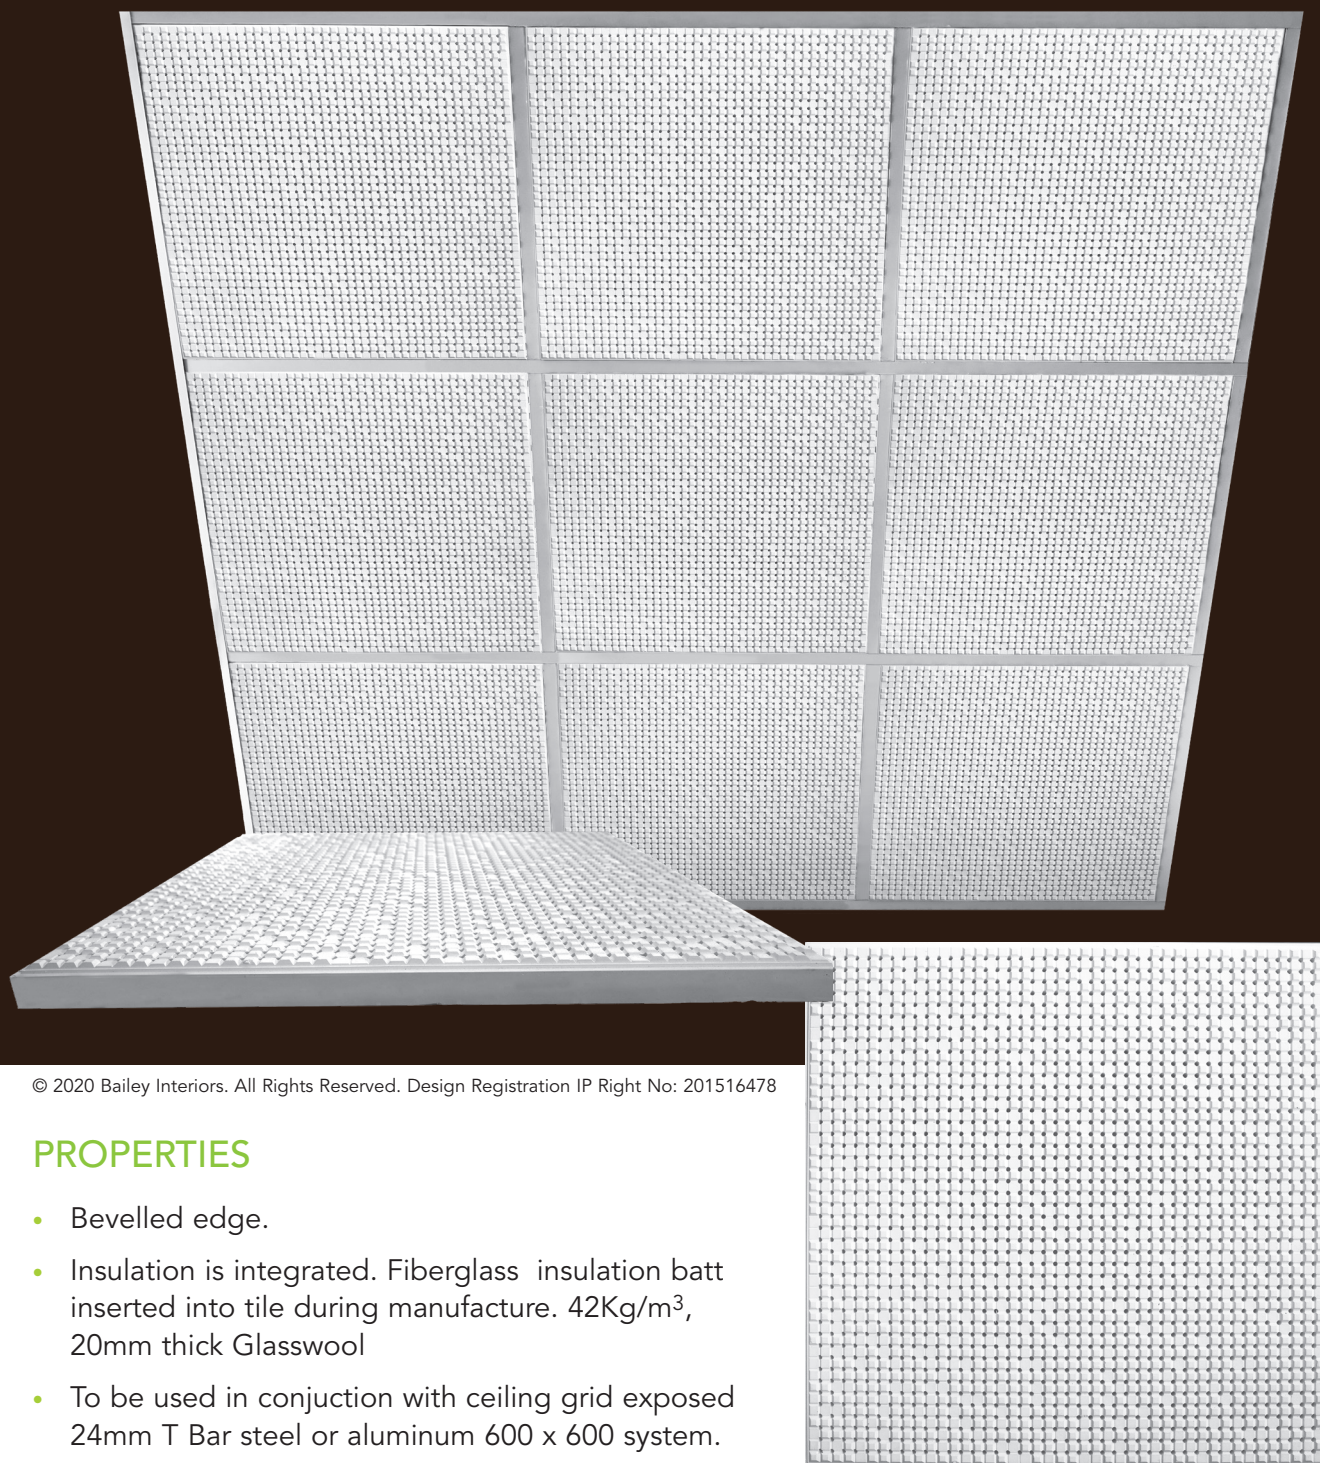 © 2020 Bailey Interiors. All Rights Reserved. Design Registration IP Right No: 201516478
PROPERTIES
• Bevelled edge.
• Insulation is integrated. Fiberglass insulation batt
inserted into tile during manufacture. 42Kg/m³,
20mm thick Glasswool
• To be used in conjuction with ceiling grid exposed
24mm T Bar steel or aluminum 600 x 600 system.